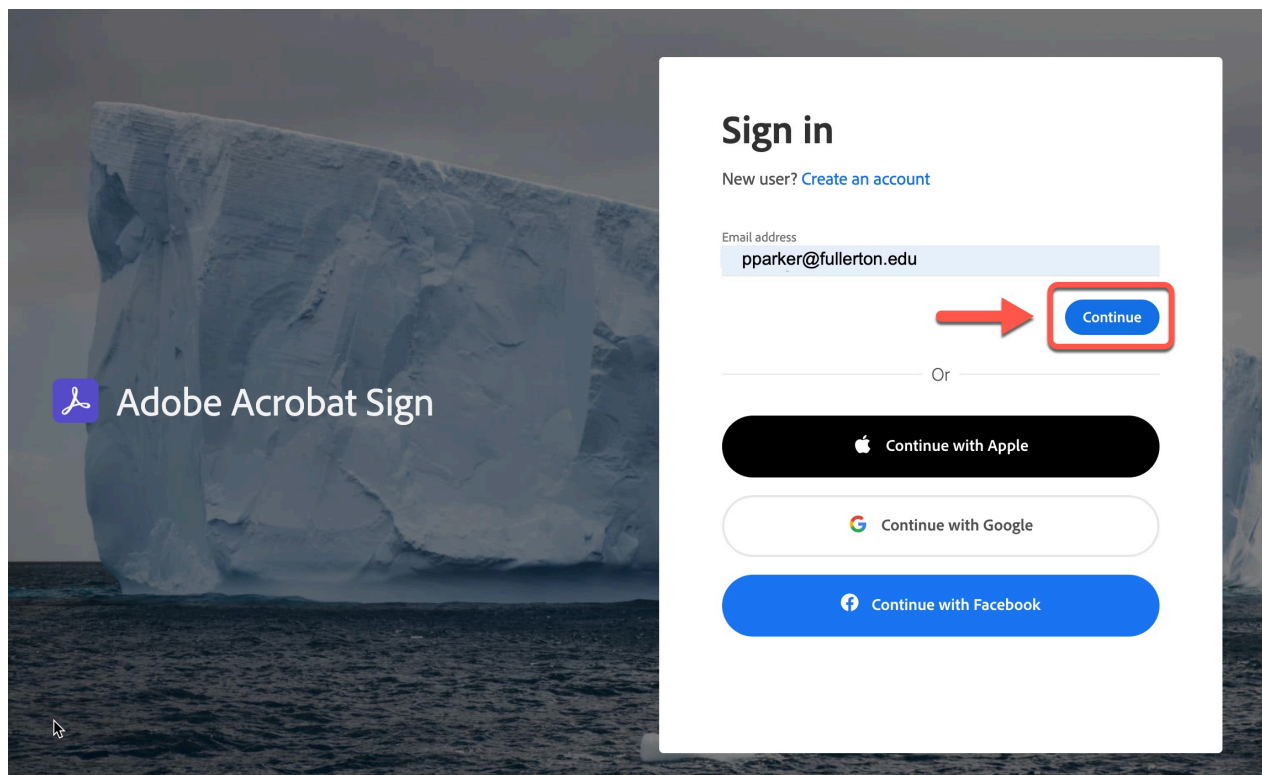 Sign in
New user? Create an account
Email address
pparker@fullerton.edu
Continue
Or
Adobe Acrobat Sign
Continue with Apple
Continue with Google
Continue with Facebook